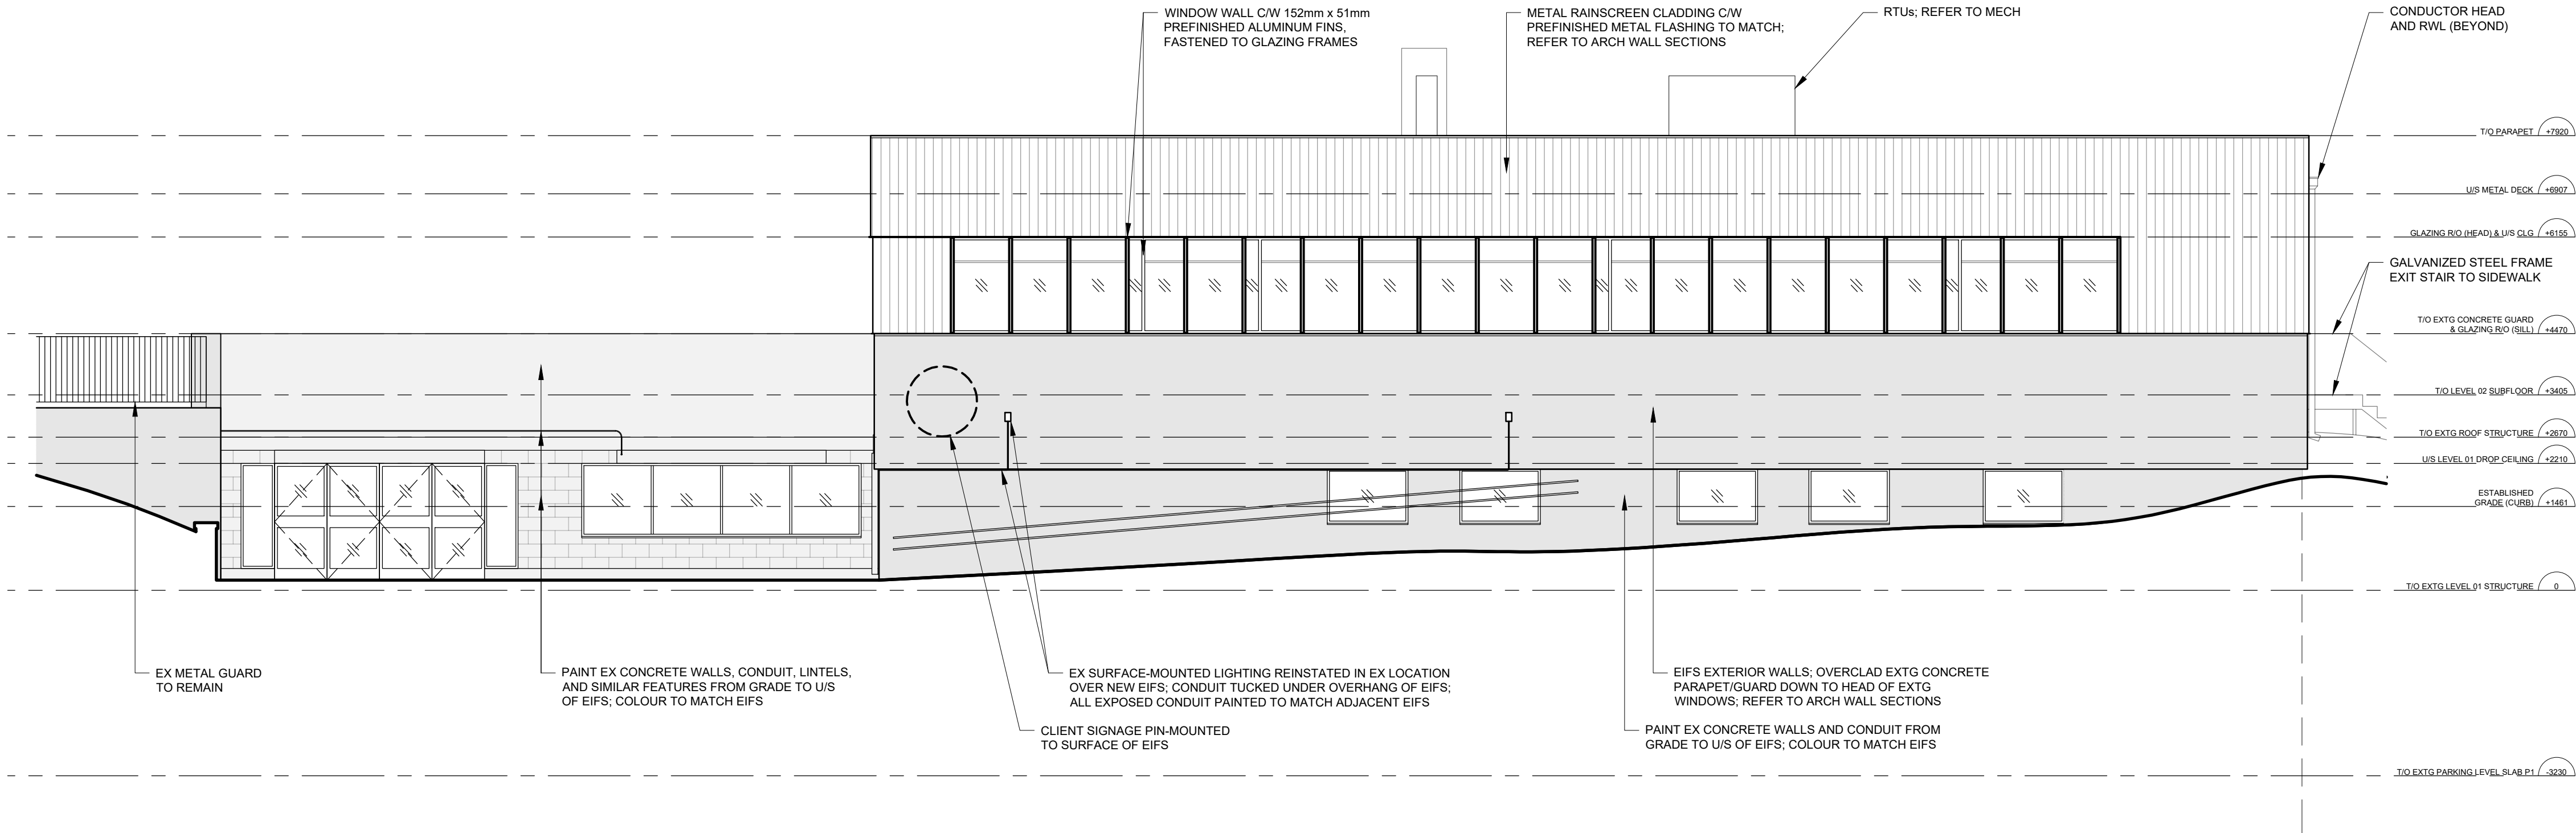 WINDOW WALL C/W 152mm x 51mm
PREFINISHED ALUMINUM FINS,
FASTENED TO GLAZING FRAMES
METAL RAINSCREEN CLADDING C/W
PREFINISHED METAL FLASHING TO MATCH;
REFER TO ARCH WALL SECTIONS
RTUs; REFER TO MECH
CONDUCTOR HEAD
AND RWL (BEYOND)
T/O PARAPET +7920
U/S METAL DECK +6907
GLAZING R/O (HEAD) & U/S CLG +6155
GALVANIZED STEEL FRAME
EXIT STAIR TO SIDEWALK
T/O EXTG CONCRETE GUARD
& GLAZING R/O (SILL) +4470
T/O LEVEL 02 SUBFLOOR +3405
T/O EXTG ROOF STRUCTURE +2670
U/S LEVEL 01 DROP CEILING +2210
ESTABLISHED
GRADE (CURB) +1461
T/O EXTG LEVEL 01 STRUCTURE 0
EX METAL GUARD
TO REMAIN
PAINT EX CONCRETE WALLS, CONDUIT, LINTELS,
AND SIMILAR FEATURES FROM GRADE TO U/S
OF EIFS; COLOUR TO MATCH EIFS
EX SURFACE-MOUNTED LIGHTING REINSTATED IN EX LOCATION
OVER NEW EIFS; CONDUIT TUCKED UNDER OVERHANG OF EIFS;
ALL EXPOSED CONDUIT PAINTED TO MATCH ADJACENT EIFS
CLIENT SIGNAGE PIN-MOUNTED
TO SURFACE OF EIFS
EIFS EXTERIOR WALLS; OVERCLAD EXTG CONCRETE
PARAPET/GUARD DOWN TO HEAD OF EXTG
WINDOWS; REFER TO ARCH WALL SECTIONS
PAINT EX CONCRETE WALLS AND CONDUIT FROM
GRADE TO U/S OF EIFS; COLOUR TO MATCH EIFS
T/O EXTG PARKING LEVEL SLAB P1 -3230